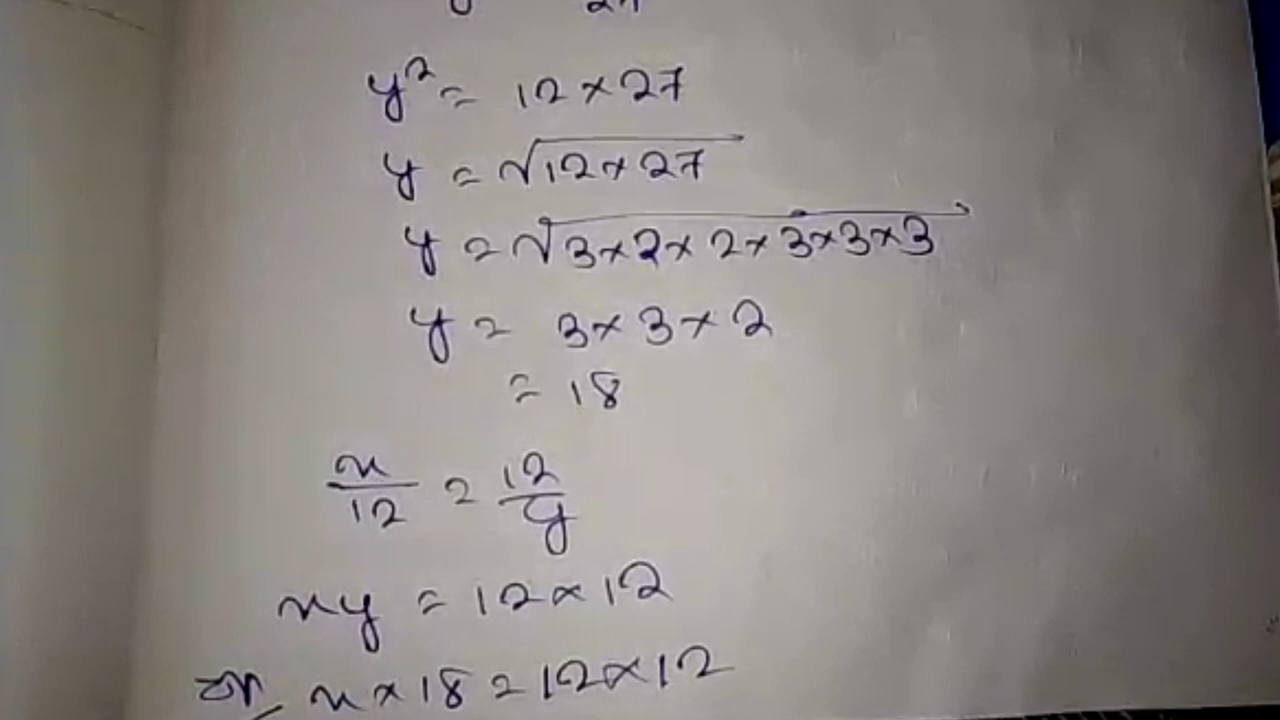 y² = 12 × 27
y = √12 × 27
y = √3 × 2 × 2 × 3 × 3 × 3
y = 3 × 3 × 2
= 18
x/12 = 12/y
xy = 12 × 12
or, x × 18 = 12 × 12